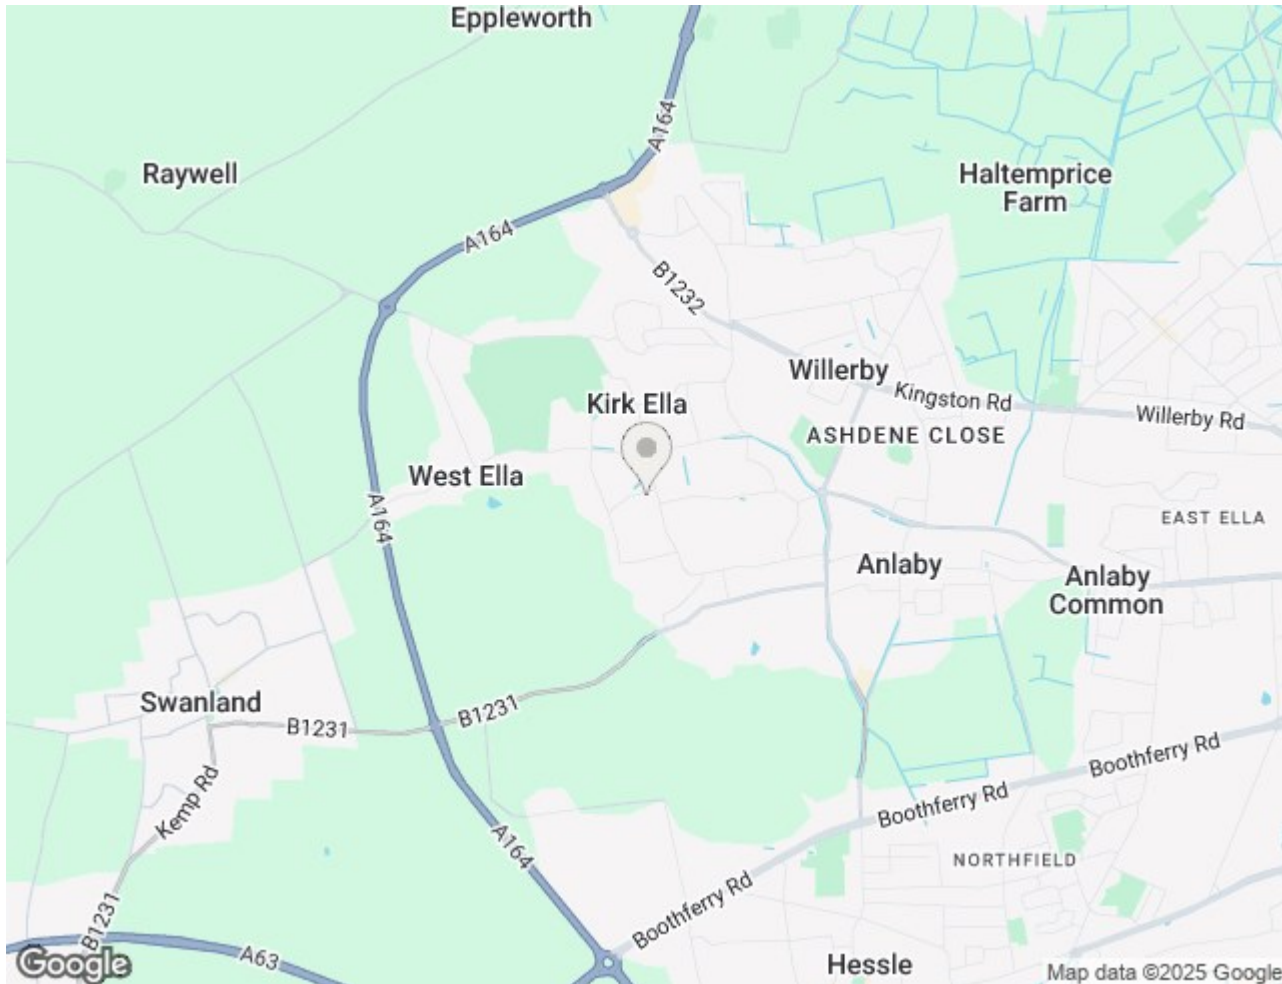 Eppleworth
A164
Raywell
Haltemprice
Farm
A164
B1232
Willerby
Kingston Rd
Willerby Rd
Kirk Ella
ASHDENE CLOSE
West Ella
A164
EAST ELLA
Anlaby
Anlaby
Common
Swanland
B1231
B1231
Kemp Rd
Boothferry Rd
Boothferry Rd
A164
NORTHFIELD
Boothferry Rd
B1231
A63
Hessle
Google
Map data ©2025 Google